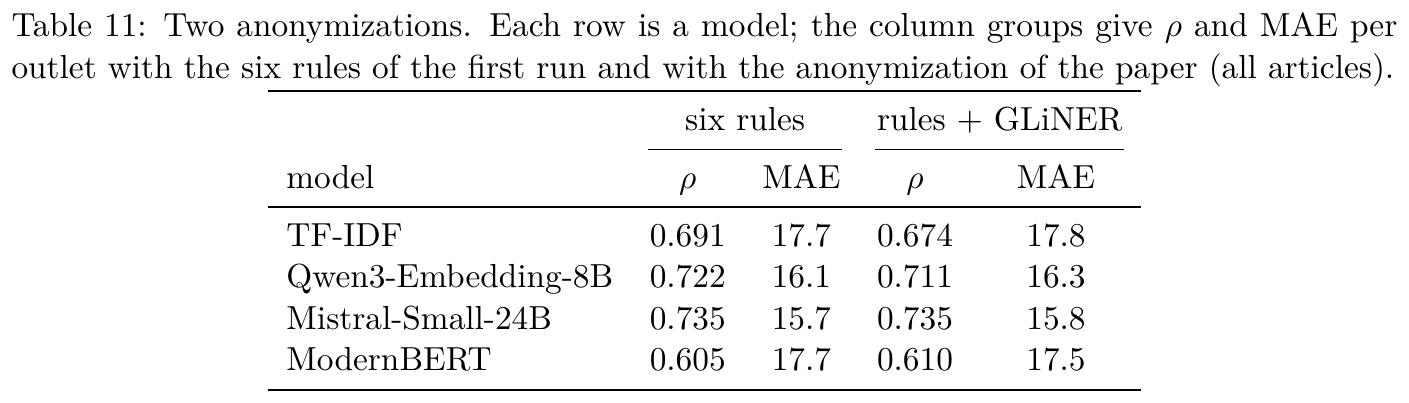 Table 11: Two anonymizations. Each row is a model; the column groups give ρ and MAE per
outlet with the six rules of the first run and with the anonymization of the paper (all articles).
six rules rules + GLiNER
model ρ MAE ρ MAE
TF-IDF 0.691 17.7 0.674 17.8
Qwen3-Embedding-8B 0.722 16.1 0.711 16.3
Mistral-Small-24B 0.735 15.7 0.735 15.8
ModernBERT 0.605 17.7 0.610 17.5